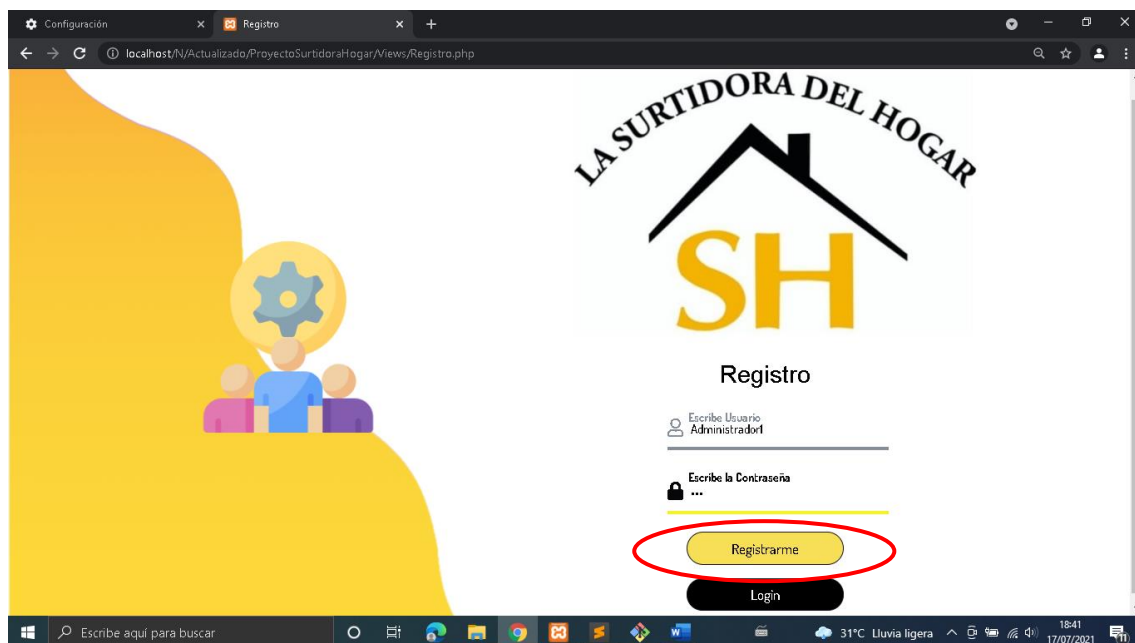 Configuración
Registro
localhost/N/Actualizado/ProyectoSurtidoraHogar/Views/Registro.php
LA SURTIDORA DEL HOGAR
SH
Registro
Escribe Usuario
Administrador1
Escribe la Contraseña
•••
Registrarme
Login
Escribe aquí para buscar
31°C Lluvia ligera
18:41
17/07/2021